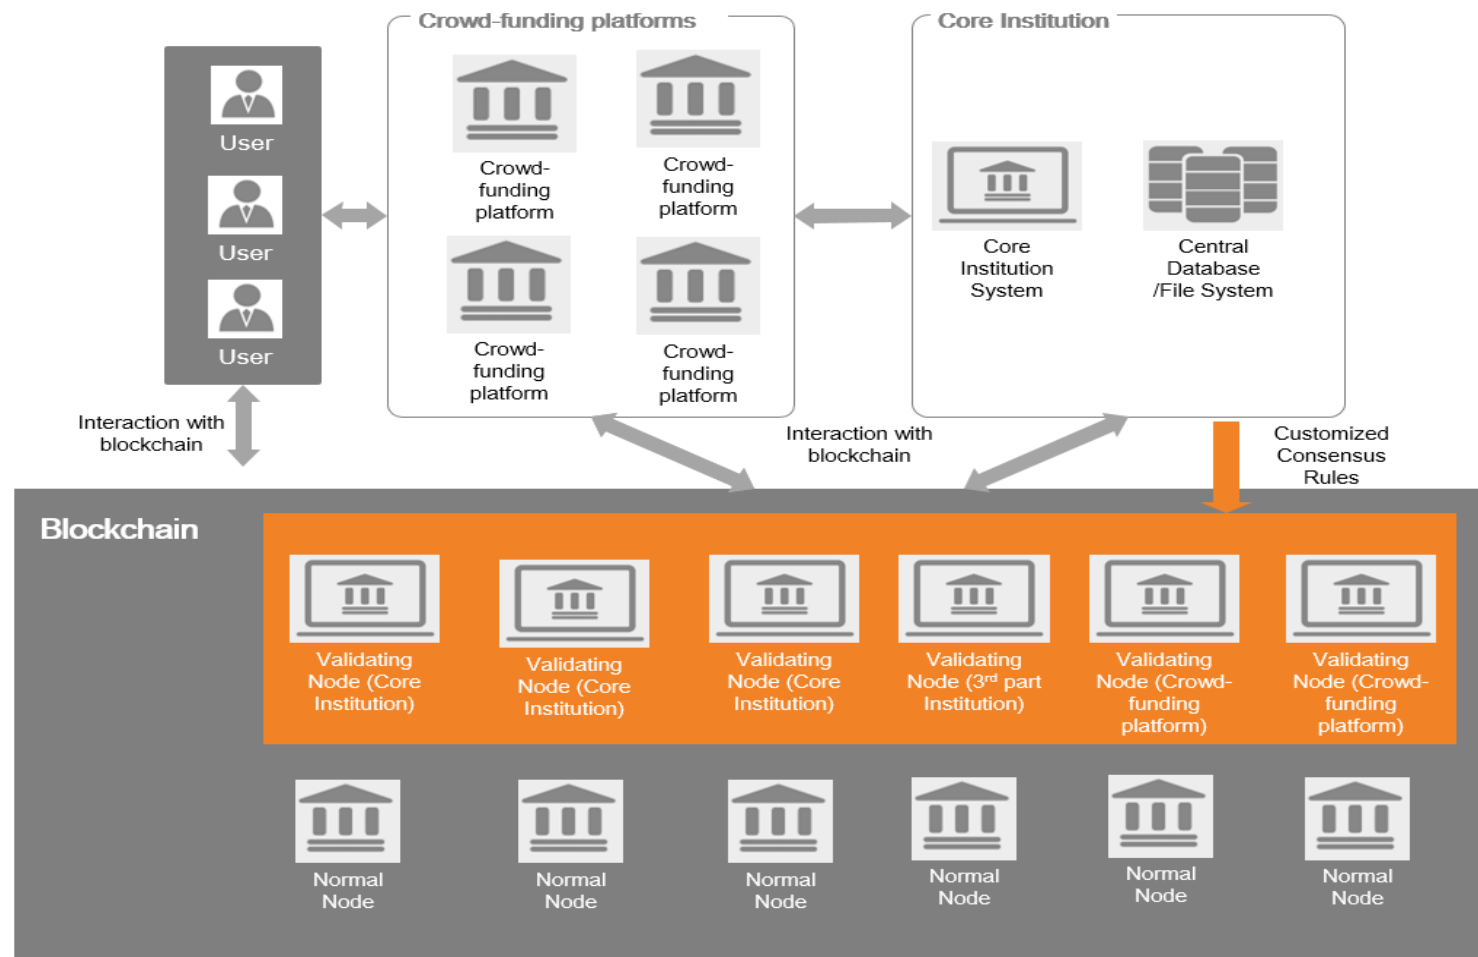 Crowd-funding platforms
Core Institution
User
User
User
Crowd-
funding
platform
Crowd-
funding
platform
Crowd-
funding
platform
Crowd-
funding
platform
Core
Institution
System
Central
Database
/File System
Interaction with
blockchain
Interaction with
blockchain
Customized
Consensus
Rules
Blockchain
Validating
Node (Core
Institution)
Validating
Node (Core
Institution)
Validating
Node (Core
Institution)
Validating
Node (3rd part
Institution)
Validating
Node (Crowd-
funding
platform)
Validating
Node (Crowd-
funding
platform)
Normal
Node
Normal
Node
Normal
Node
Normal
Node
Normal
Node
Normal
Node